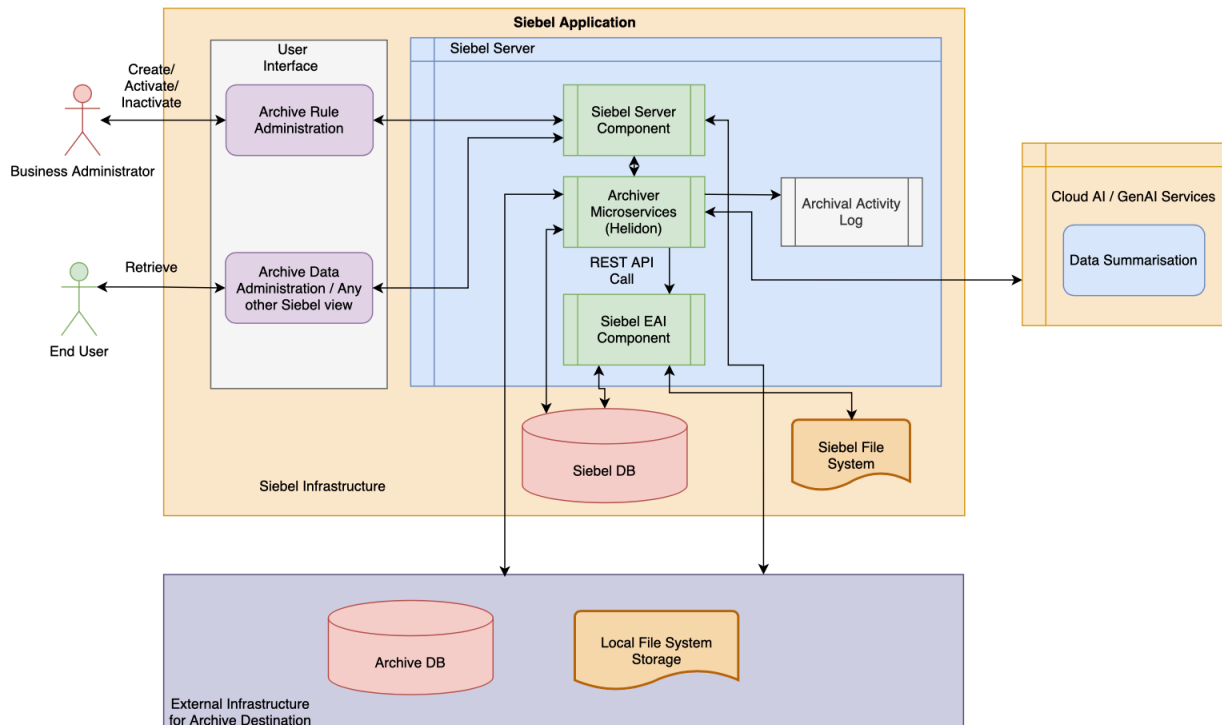 Siebel Application
User
Interface
Siebel Server
Create/
Activate/
Inactivate
Archive Rule
Administration
Siebel Server
Component
Business Administrator
Archiver
Microservices
(Helidon)
Archival Activity
Log
Cloud AI / GenAI Services
Data Summarisation
REST API
Call
Retrieve
Archive Data
Administration / Any
other Siebel view
End User
Siebel EAI
Component
Siebel DB
Siebel File
System
Siebel Infrastructure
Archive DB
Local File System
Storage
External Infrastructure
for Archive Destination